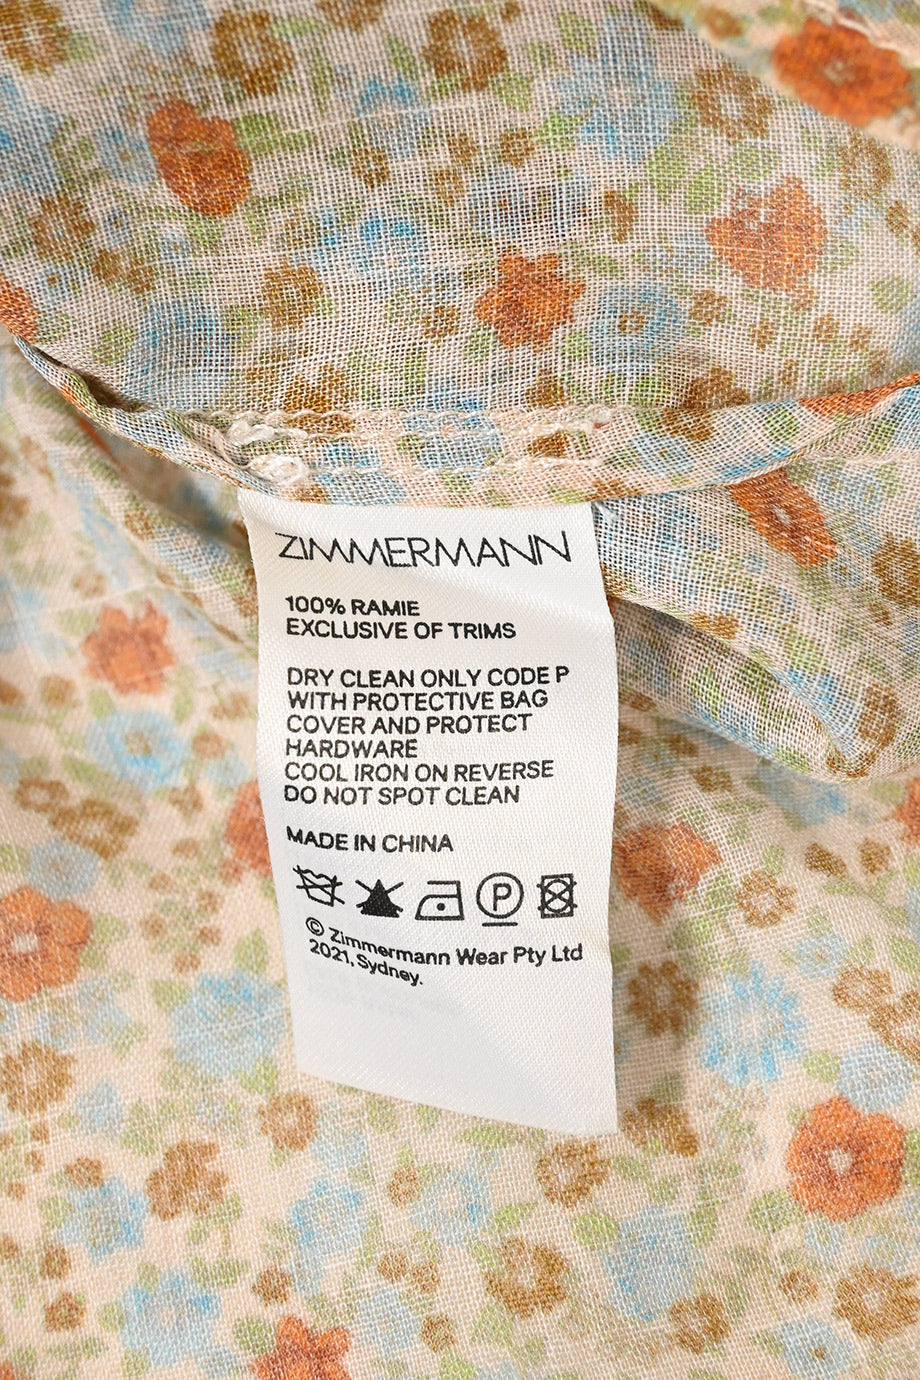 ZIMMERMANN
100% RAMIE
EXCLUSIVE OF TRIMS
DRY CLEAN ONLY CODE P
WITH PROTECTIVE BAG
COVER AND PROTECT
HARDWARE
COOL IRON ON REVERSE
DO NOT SPOT CLEAN
MADE IN CHINA
P
© Zimmermann Wear Pty Ltd
2021, Sydney.